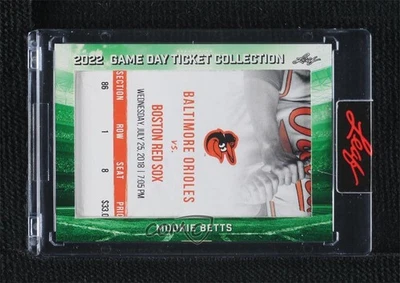 2022 GAME DAY TICKET COLLECTION
Leaf
BALTIMORE ORIOLES
vs.
BOSTON RED SOX
WEDNESDAY, JULY 25, 2018 | 7:05 PM
SECTION ROW SEAT PRIC
86 1 8 $33.0
MOOKIE BETTS
Leaf